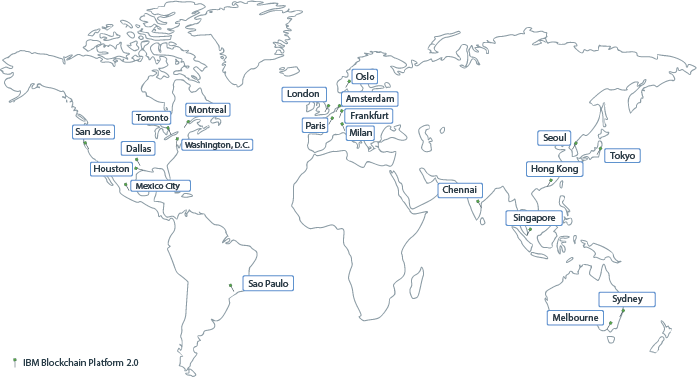 Oslo
London
Amsterdam
Montreal
Toronto
Frankfurt
Paris
San Jose
Milan
Seoul
Washington, D.C.
Dallas
Tokyo
Houston
Hong Kong
Mexico City
Chennai
Singapore
Sao Paulo
Sydney
Melbourne
IBM Blockchain Platform 2.0